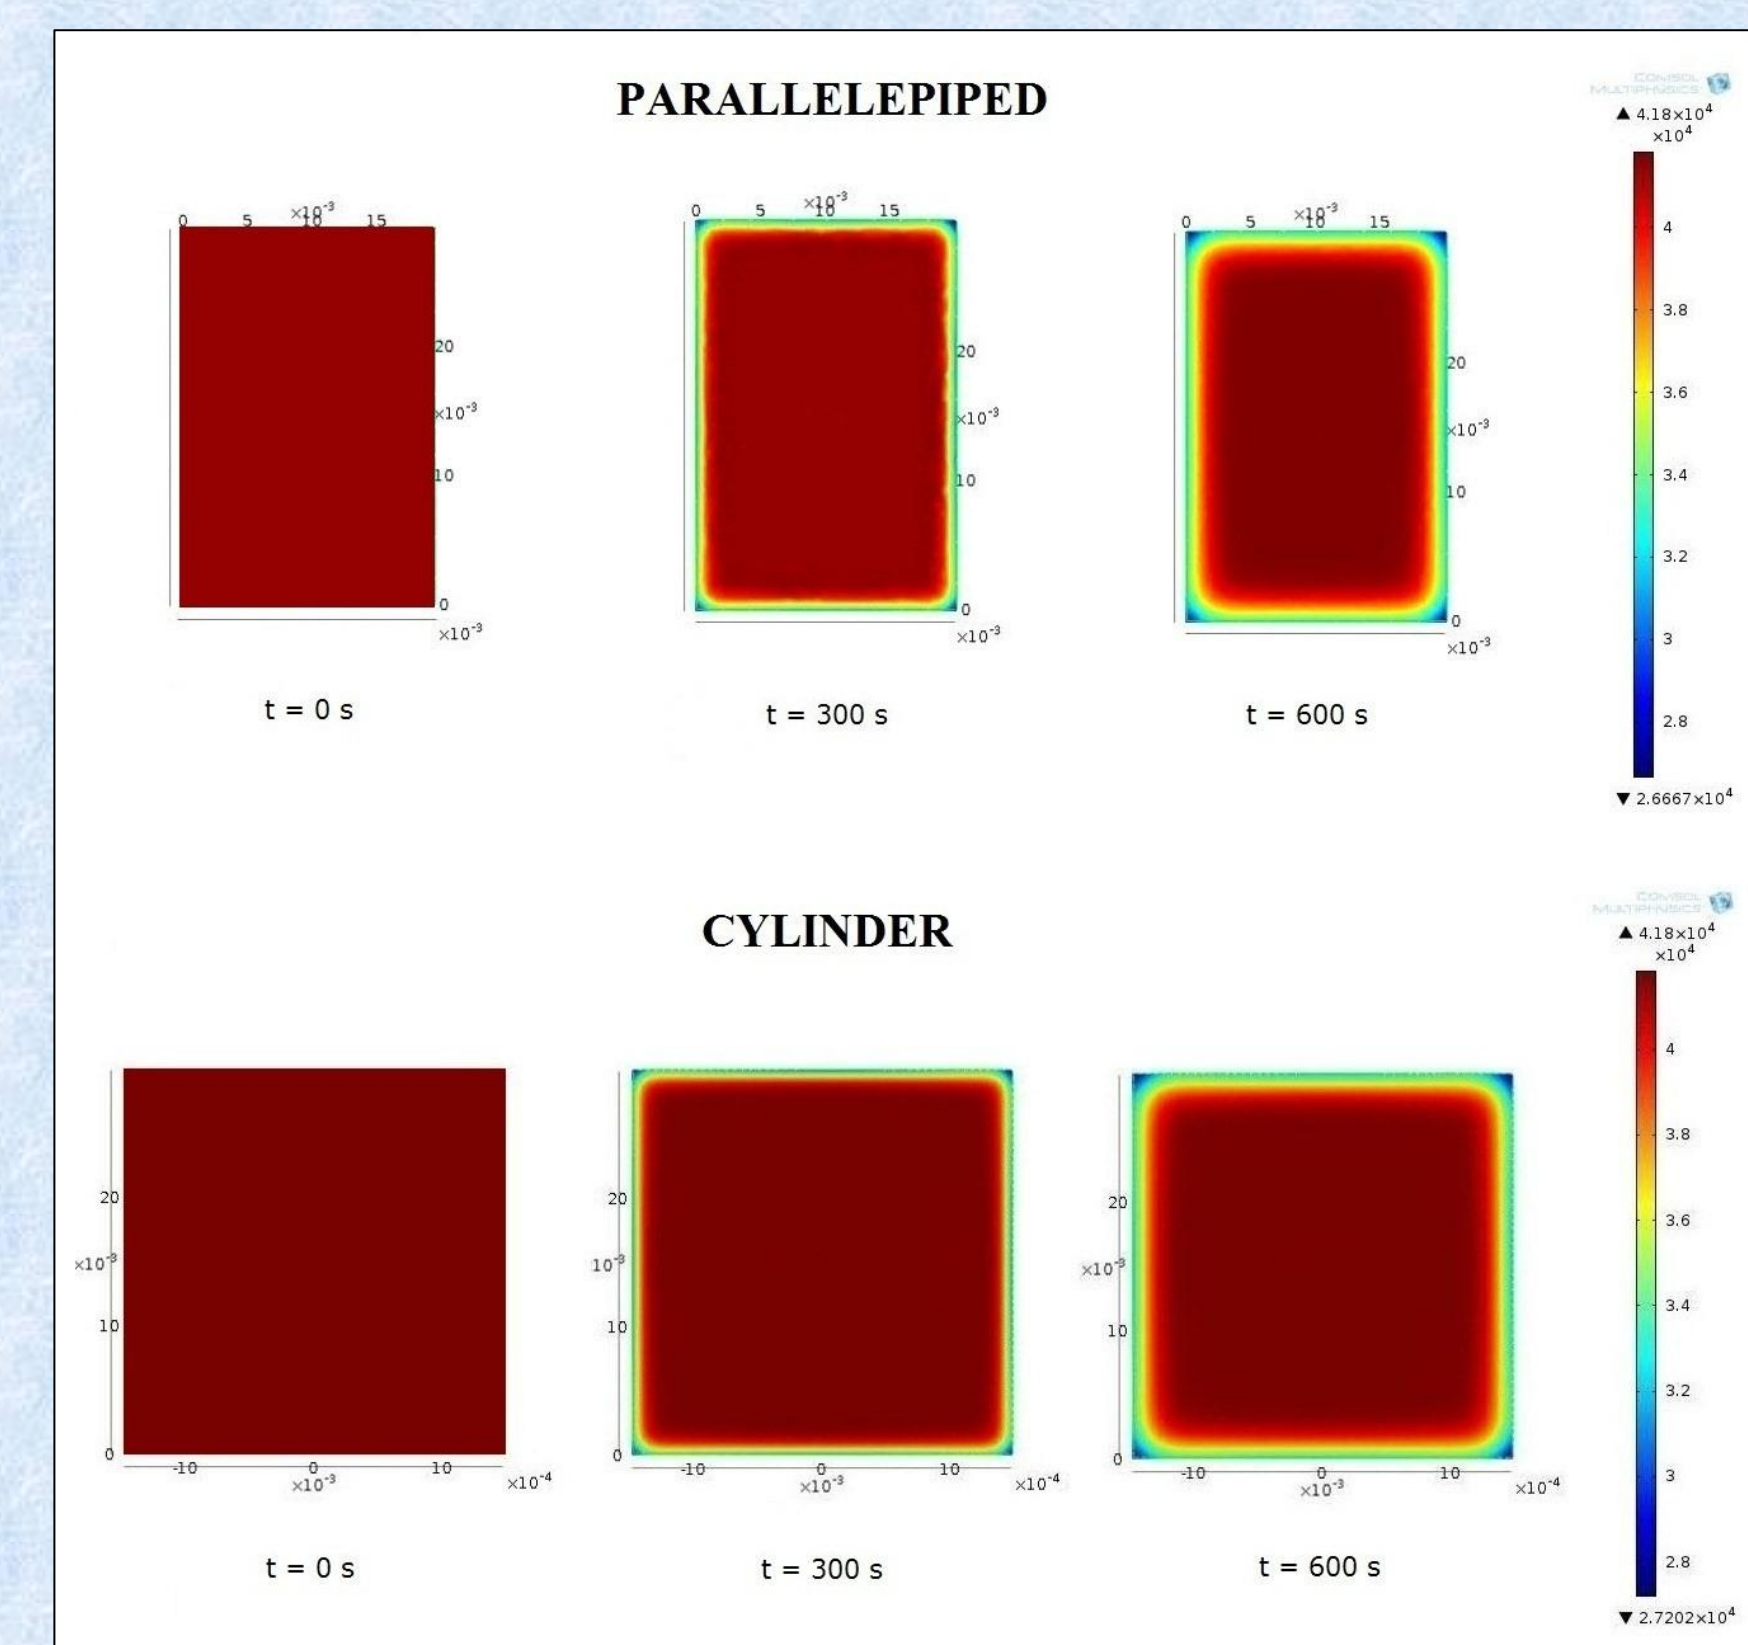 PARALLELEPIPED
COMSOL
MULTIPHYSICS
▲ 4.18×10⁴
×10⁴
4
3.8
3.6
3.4
3.2
3
2.8
▼ 2.6667×10⁴
0 5 ×10⁻³ 10 15
20
×10⁻³
10
0
×10⁻³
t = 0 s
0 5 ×10⁻³ 10 15
20
×10⁻³
10
0
×10⁻³
t = 300 s
0 5 ×10⁻³ 10 15
20
×10⁻³
10
0
×10⁻³
t = 600 s
CYLINDER
COMSOL
MULTIPHYSICS
▲ 4.18×10⁴
×10⁴
4
3.8
3.6
3.4
3.2
3
2.8
▼ 2.7202×10⁴
20
×10⁻³
10
0
-10 0 10
×10⁻³ ×10⁻⁴
t = 0 s
20
10⁻³
10
0
-10 0 10
×10⁻³ ×10⁻⁴
t = 300 s
20
×10⁻³
10
0
-10 0 10
×10⁻³ ×10⁻⁴
t = 600 s